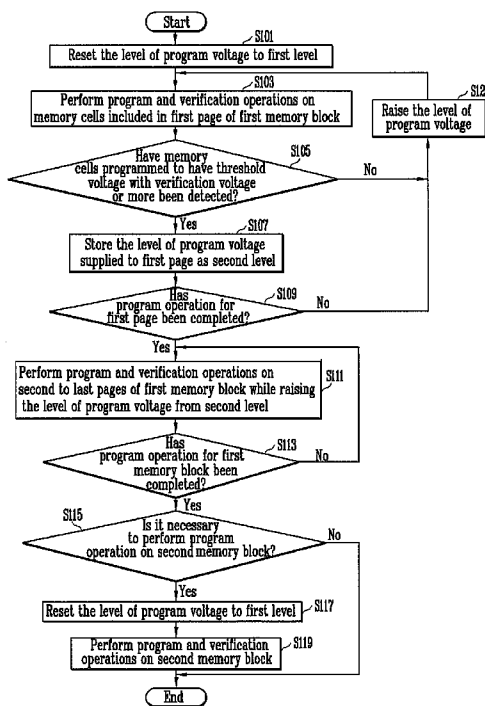 Start
S101
Reset the level of program voltage to first level
S103
Perform program and verification operations on
memory cells included in first page of first memory block
S12
Raise the level of
program voltage
S105
Have memory
cells programmed to have threshold
voltage with verification voltage
or more been detected?
No
Yes
S107
Store the level of program voltage
supplied to first page as second level
S109
Has
program operation for
first page been completed?
No
Yes
S111
Perform program and verification operations on
second to last pages of first memory block while raising
the level of program voltage from second level
S113
Has
program operation for first
memory block been
completed?
No
Yes
S115
Is it necessary
to perform program
operation on second memory block?
No
Yes
S117
Reset the level of program voltage to first level
S119
Perform program and verification
operations on second memory block
End